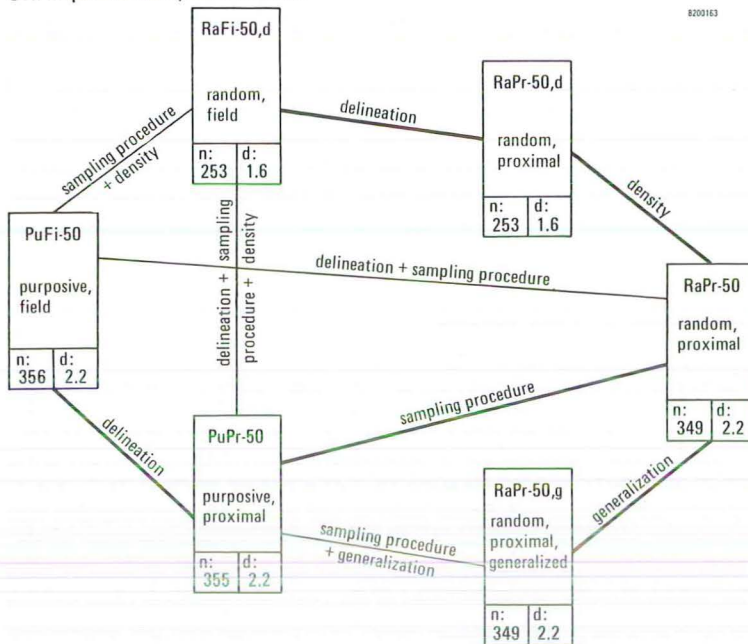 8200163
RaFi-50,d
random,
field
n: d:
253 1.6
delineation
RaPr-50,d
random,
proximal
n: d:
253 1.6
sampling procedure
+ density
density
PuFi-50
purposive,
field
n: d:
356 2.2
delineation + sampling
procedure + density
delineation + sampling procedure
RaPr-50
random,
proximal
n: d:
349 2.2
delineation
sampling procedure
PuPr-50
purposive,
proximal
n: d:
355 2.2
sampling procedure
+ generalization
RaPr-50,g
random,
proximal,
generalized
n: d:
349 2.2
generalization